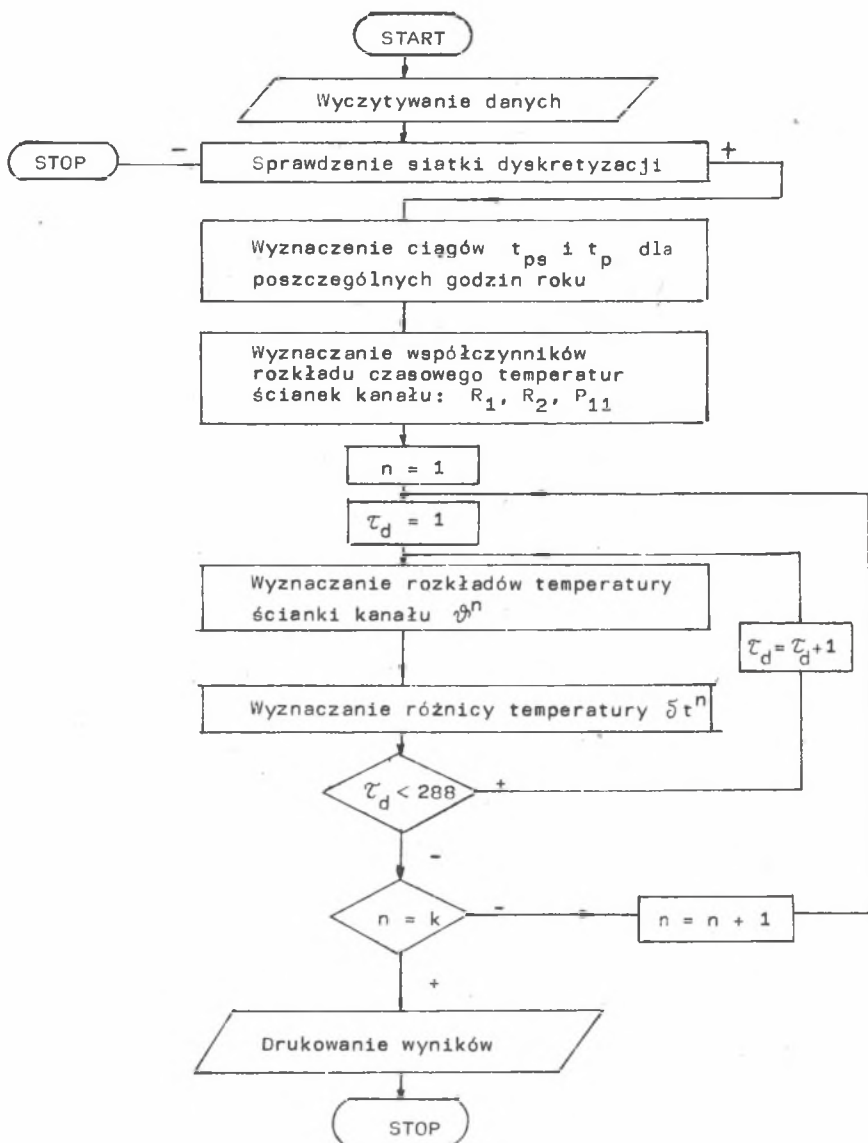 START
Wyczytywanie danych
STOP
-
Sprawdzenie siatki dyskretyzacji
+
Wyznaczenie ciągów t_ps i t_p dla
poszczególnych godzin roku
Wyznaczanie współczynników
rozkładu czasowego temperatur
ścianek kanału: R_1, R_2, P_11
n = 1
τ_d = 1
Wyznaczanie rozkładów temperatury
ścianki kanału ϑ^n
τ_d = τ_d+1
Wyznaczanie różnicy temperatury δt^n
τ_d < 288
+
-
n = k
-
n = n + 1
+
Drukowanie wyników
STOP